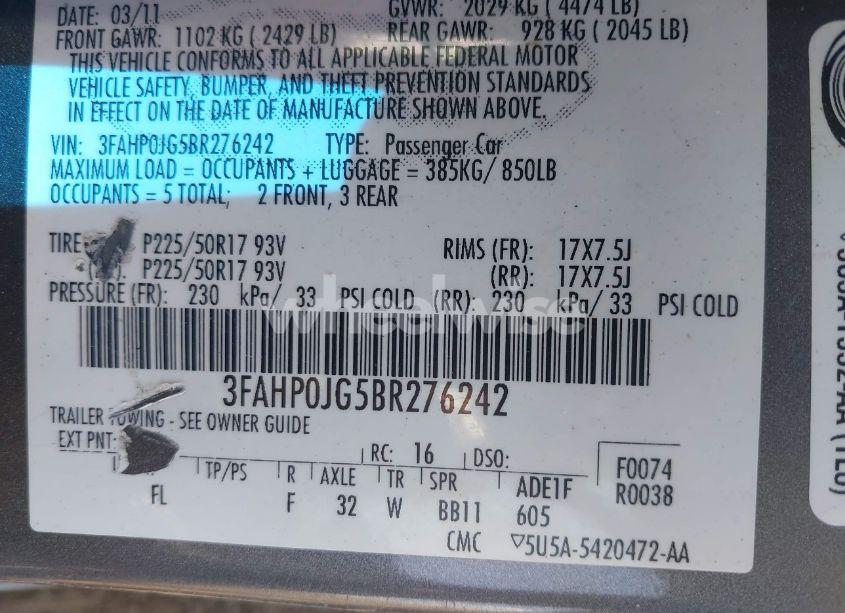 DATE: 03/11
GVWR: 2029 KG ( 4474 LB)
FRONT GAWR: 1102 KG ( 2429 LB)
REAR GAWR: 928 KG ( 2045 LB)
THIS VEHICLE CONFORMS TO ALL APPLICABLE FEDERAL MOTOR
VEHICLE SAFETY, BUMPER, AND THEFT PREVENTION STANDARDS
IN EFFECT ON THE DATE OF MANUFACTURE SHOWN ABOVE.
VIN: 3FAHP0JG5BR276242 TYPE: Passenger Car
MAXIMUM LOAD = OCCUPANTS + LUGGAGE = 385KG/ 850LB
OCCUPANTS = 5 TOTAL; 2 FRONT, 3 REAR
TIRE P225/50R17 93V RIMS (FR): 17X7.5J
P225/50R17 93V (RR): 17X7.5J
PRESSURE (FR): 230 kPa/ 33 PSI COLD (RR): 230 kPa/ 33 PSI COLD
wheelwise
3FAHP0JG5BR276242
TRAILER TOWING - SEE OWNER GUIDE
EXT PNT: RC: 16 DSO:
TP/PS R AXLE TR SPR
F0074
FL F 32 W BB11 ADE1F R0038
605
CMC ▽5U5A-5420472-AA